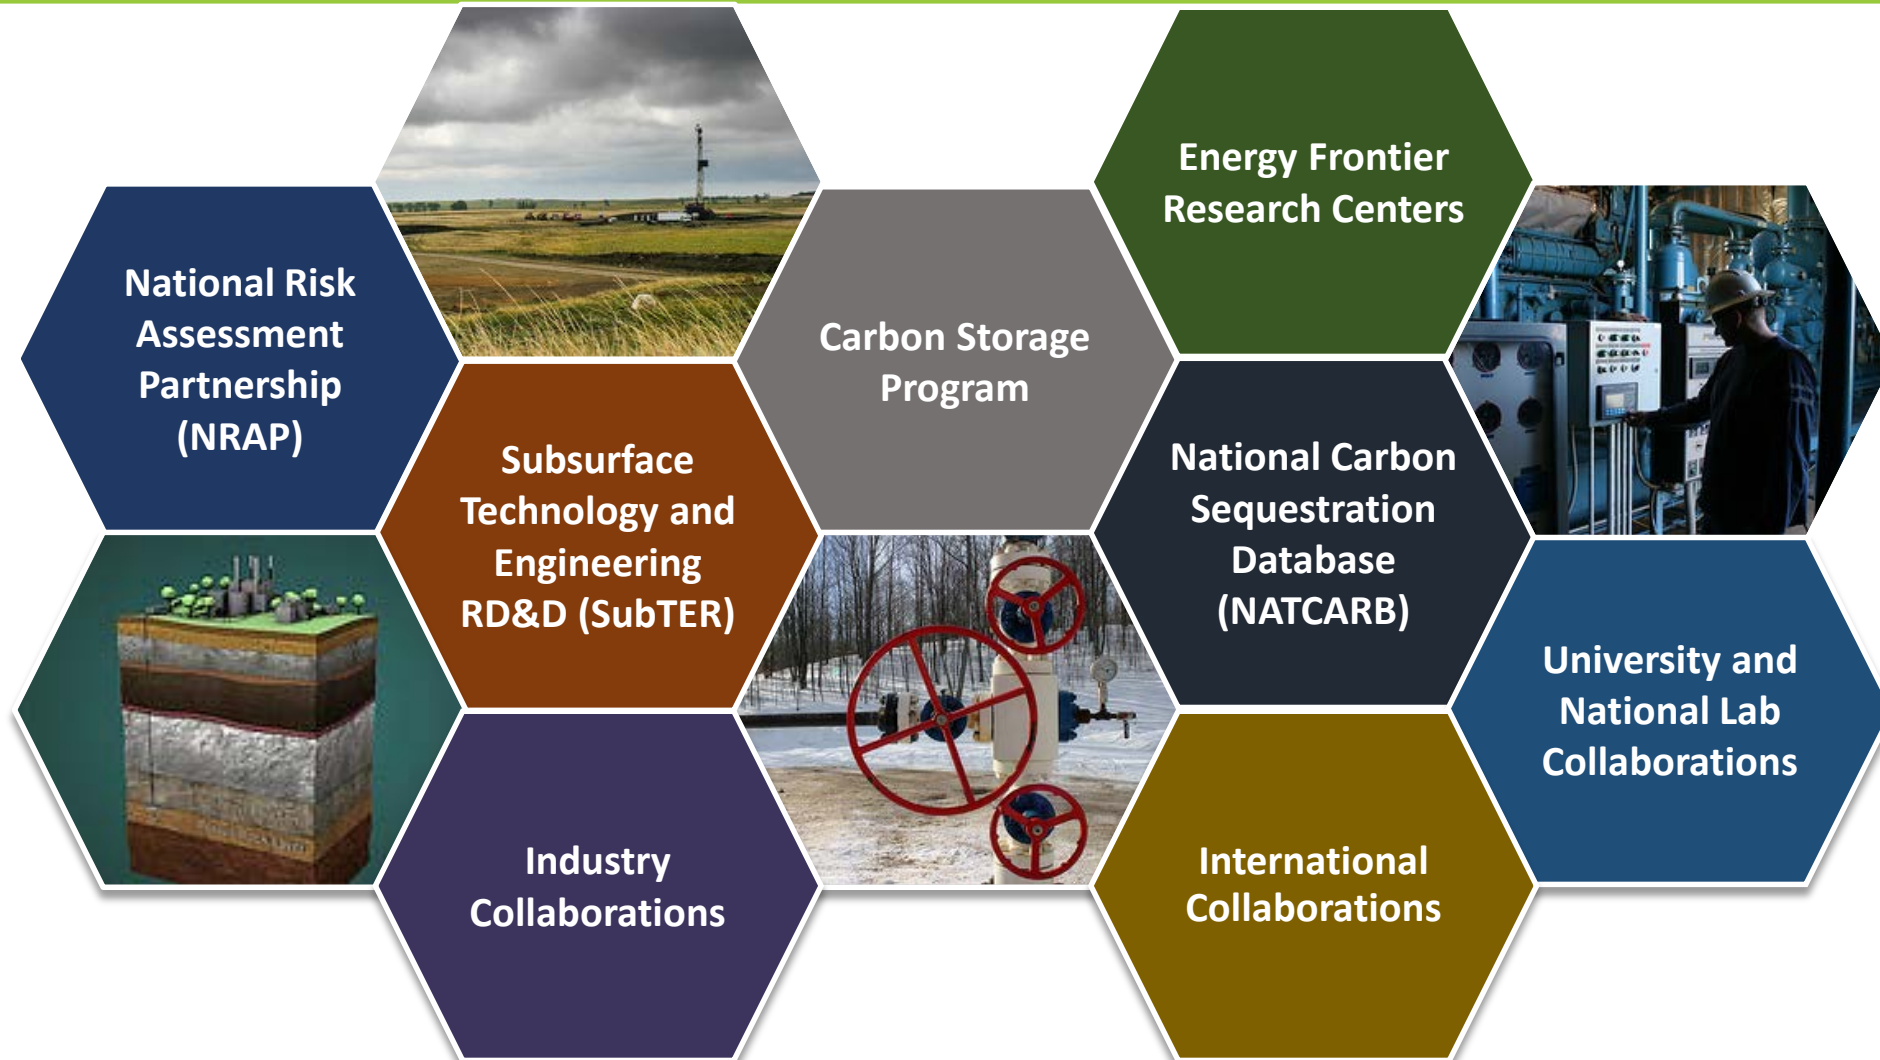 Energy Frontier
Research Centers
National Risk
Assessment
Partnership
(NRAP)
Carbon Storage
Program
Subsurface
Technology and
Engineering
RD&D (SubTER)
National Carbon
Sequestration
Database
(NATCARB)
University and
National Lab
Collaborations
Industry
Collaborations
International
Collaborations